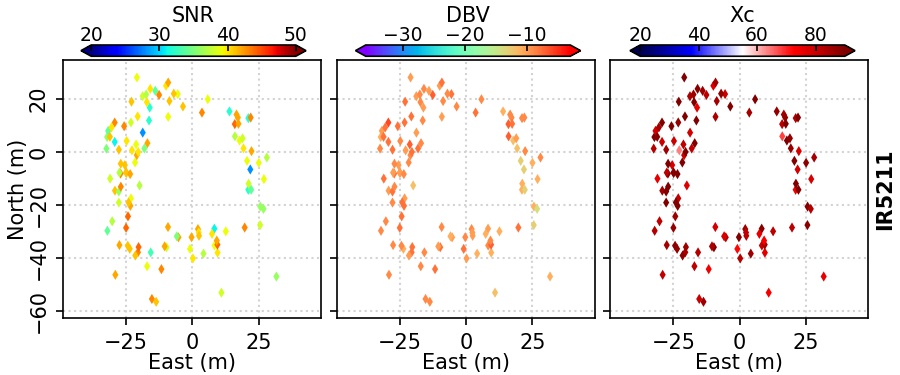 SNR DBV Xc
20 30 40 50 −30 −20 −10 20 40 60 80
20
0
−20
−40
−60
North (m)
−25 0 25 −25 0 25 −25 0 25
East (m) East (m) East (m)
IR5211